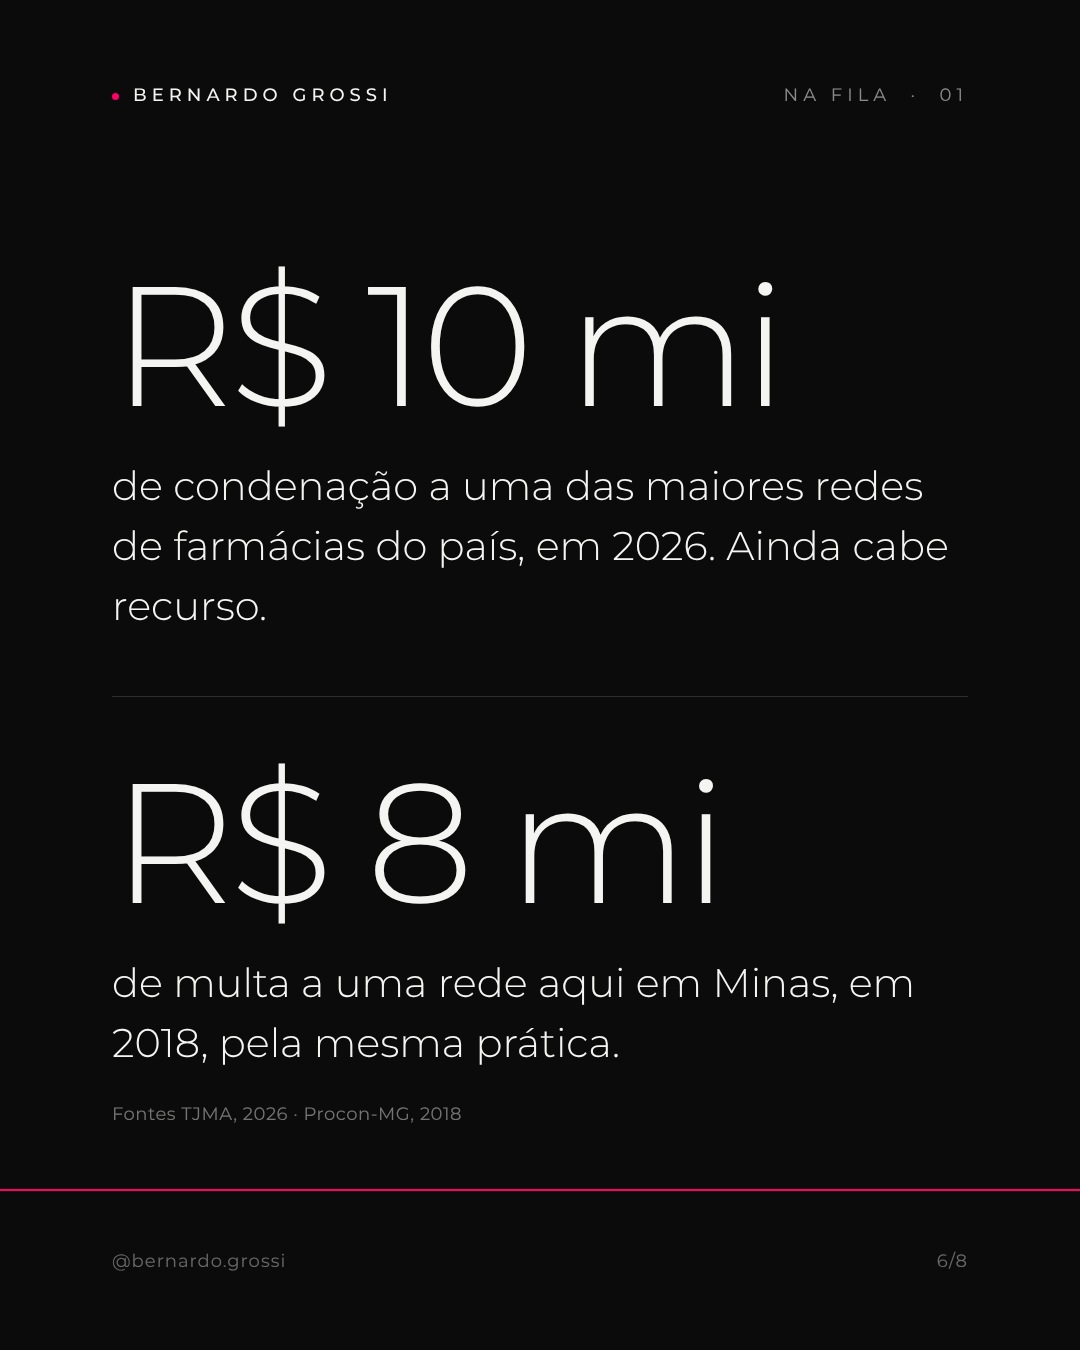 BERNARDO GROSSI
NA FILA · 01
R$ 10 mi
de condenação a uma das maiores redes
de farmácias do país, em 2026. Ainda cabe
recurso.
R$ 8 mi
de multa a uma rede aqui em Minas, em
2018, pela mesma prática.
Fontes TJMA, 2026 · Procon-MG, 2018
@bernardo.grossi
6/8